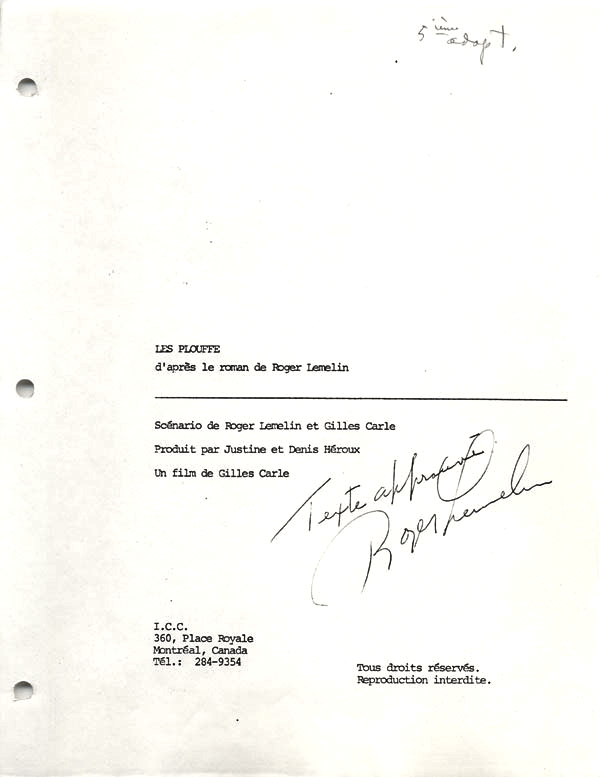 5 ième
adapt.
LES PLOUFFE
d'après le roman de Roger Lemelin
Scénario de Roger Lemelin et Gilles Carle
Produit par Justine et Denis Héroux
Un film de Gilles Carle
Texte approuvé
Roger Lemelin
I.C.C.
360, Place Royale
Montréal, Canada
Tél.: 284-9354
Tous droits réservés.
Reproduction interdite.